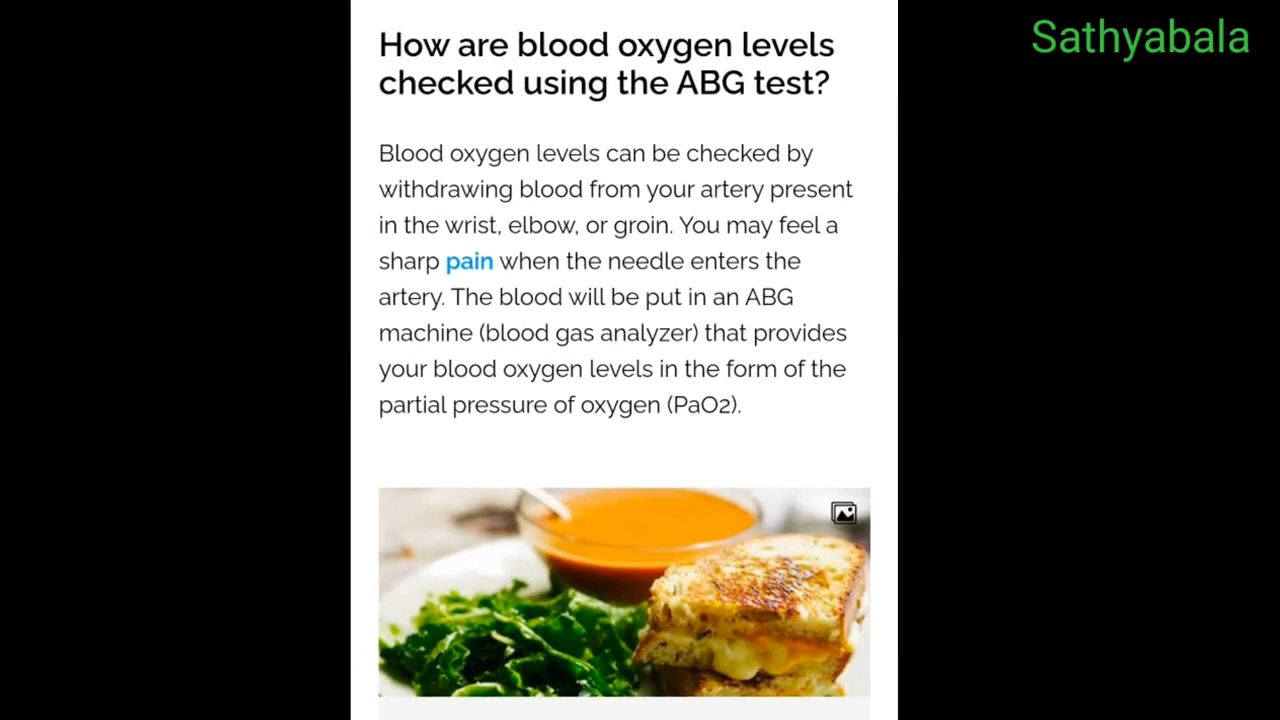 Sathyabala
How are blood oxygen levels
checked using the ABG test?
Blood oxygen levels can be checked by
withdrawing blood from your artery present
in the wrist, elbow, or groin. You may feel a
sharp pain when the needle enters the
artery. The blood will be put in an ABG
machine (blood gas analyzer) that provides
your blood oxygen levels in the form of the
partial pressure of oxygen (PaO2).